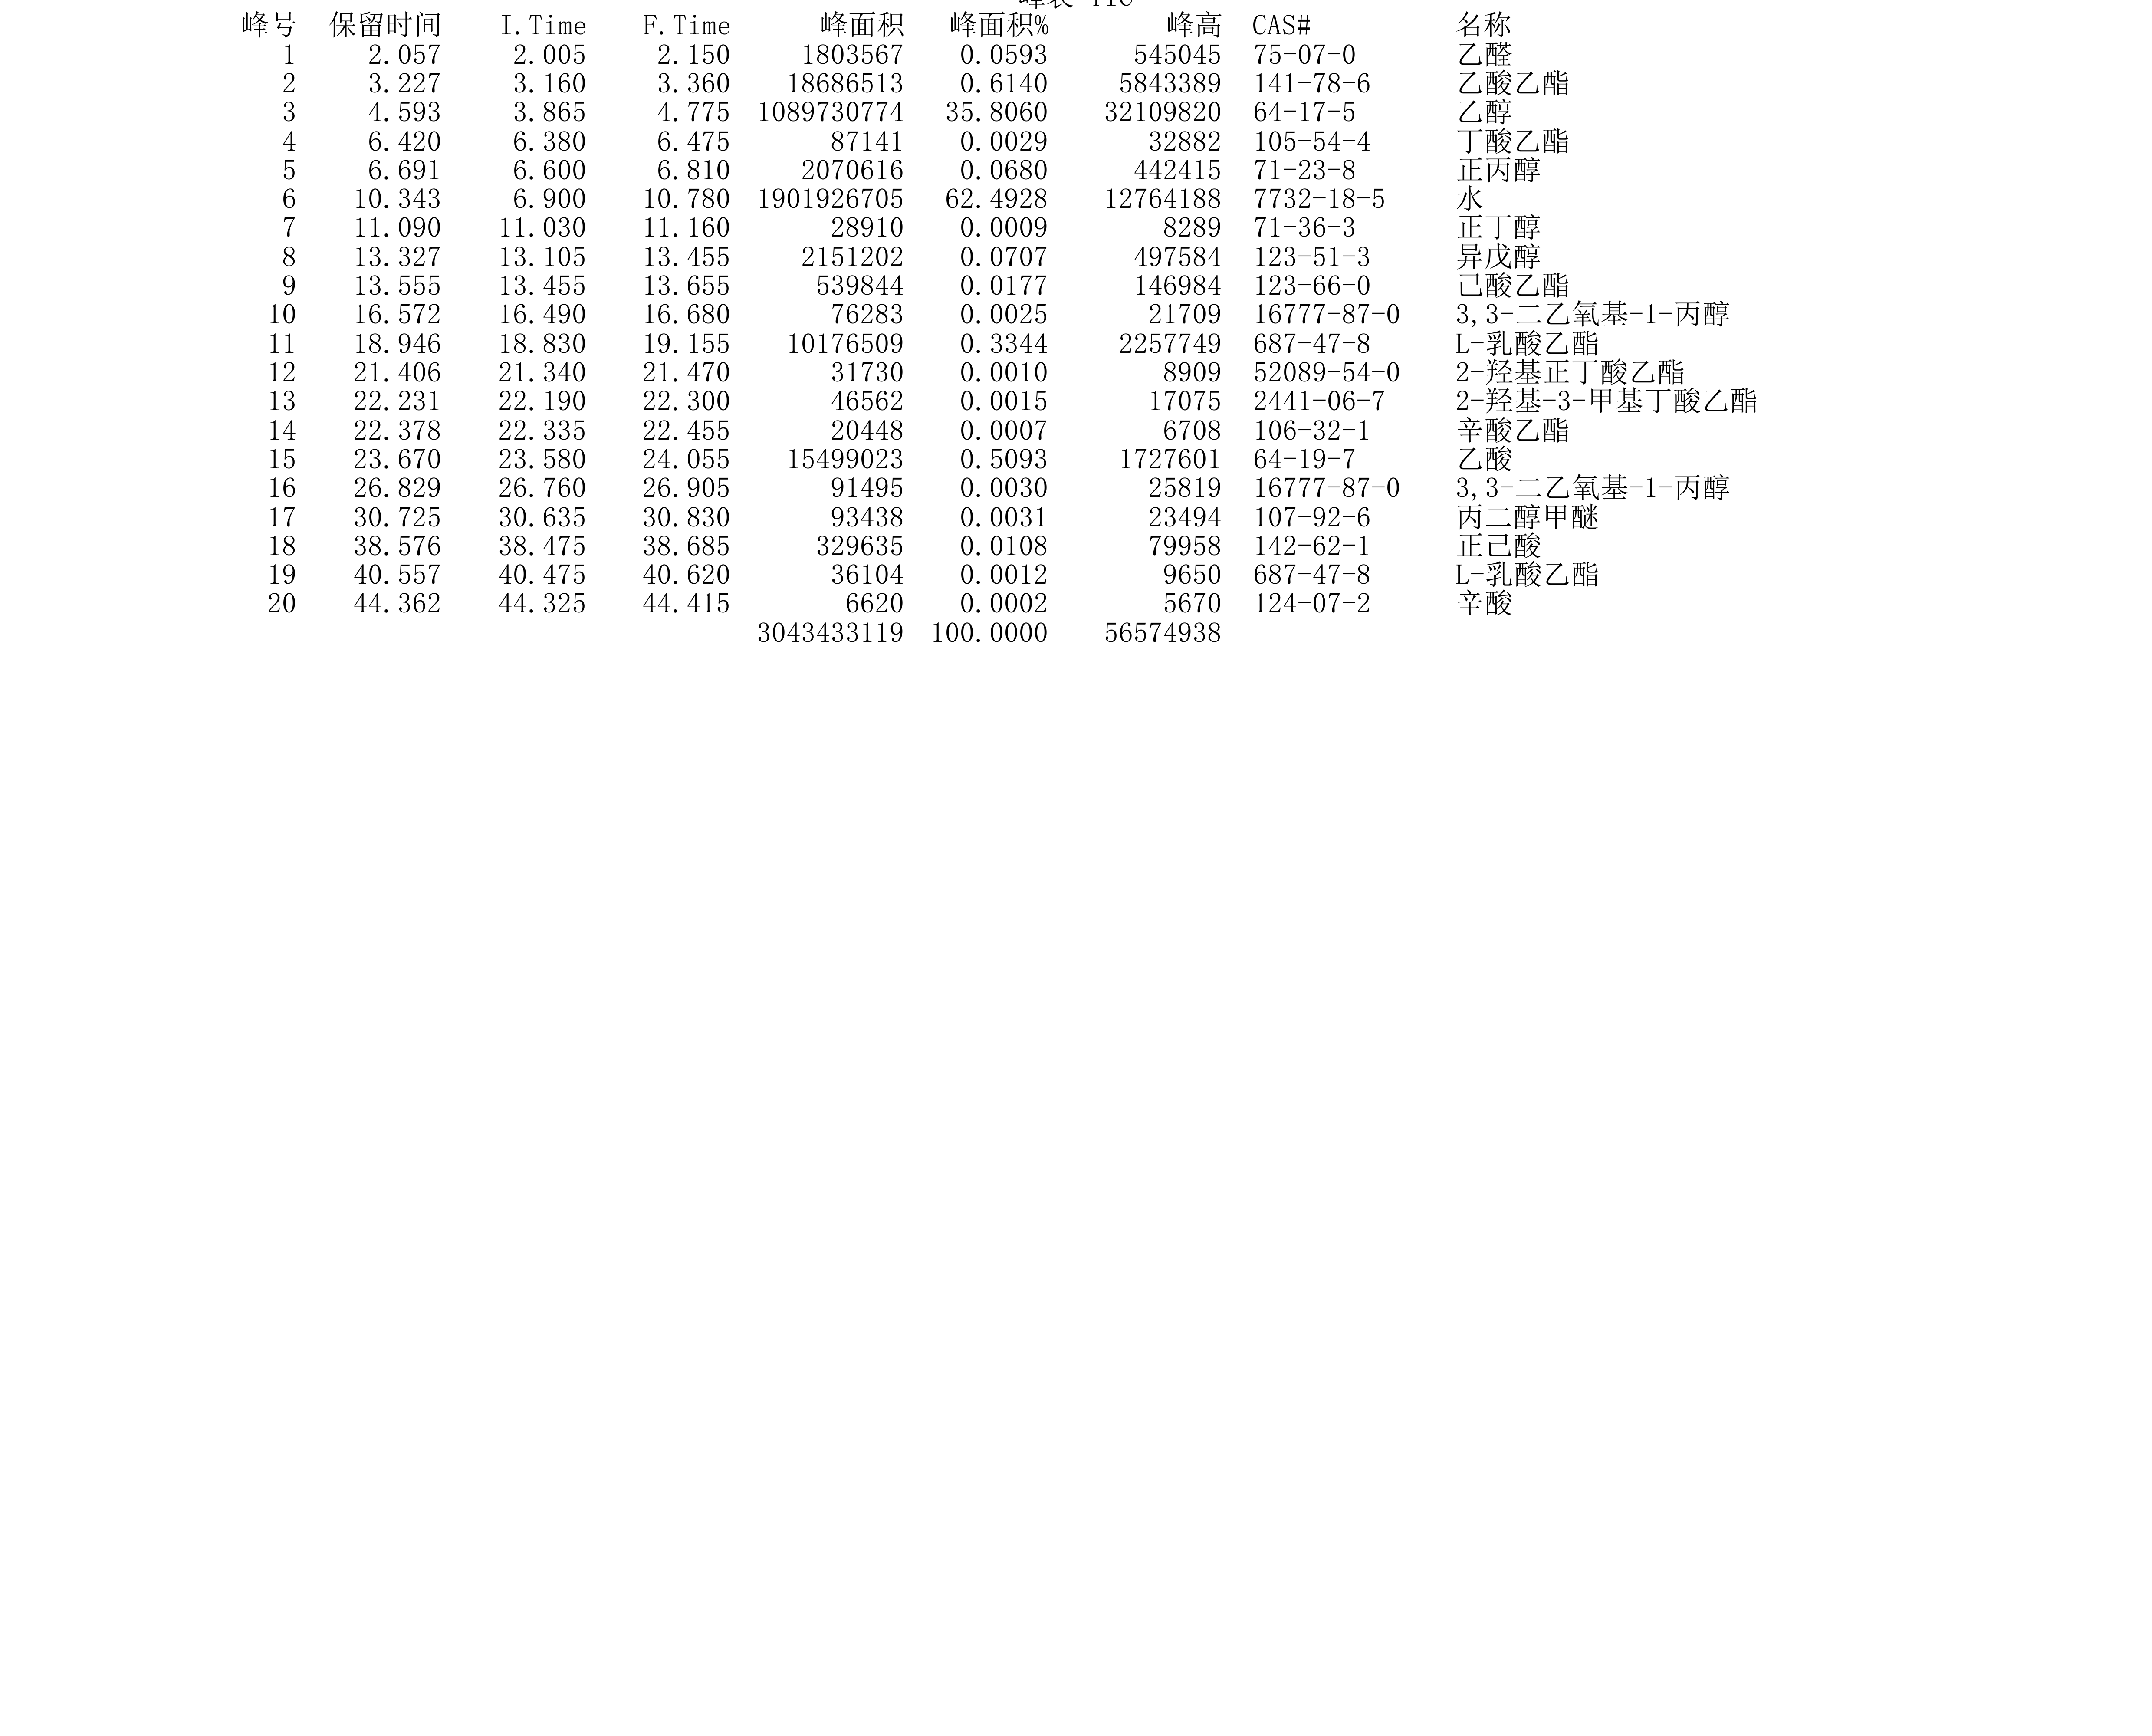 峰表 TIC
峰号 保留时间 I.Time F.Time 峰面积 峰面积% 峰高 CAS# 名称
1 2.057 2.005 2.150 1803567 0.0593 545045 75-07-0 乙醛
2 3.227 3.160 3.360 18686513 0.6140 5843389 141-78-6 乙酸乙酯
3 4.593 3.865 4.775 1089730774 35.8060 32109820 64-17-5 乙醇
4 6.420 6.380 6.475 87141 0.0029 32882 105-54-4 丁酸乙酯
5 6.691 6.600 6.810 2070616 0.0680 442415 71-23-8 正丙醇
6 10.343 6.900 10.780 1901926705 62.4928 12764188 7732-18-5 水
7 11.090 11.030 11.160 28910 0.0009 8289 71-36-3 正丁醇
8 13.327 13.105 13.455 2151202 0.0707 497584 123-51-3 异戊醇
9 13.555 13.455 13.655 539844 0.0177 146984 123-66-0 己酸乙酯
10 16.572 16.490 16.680 76283 0.0025 21709 16777-87-0 3,3-二乙氧基-1-丙醇
11 18.946 18.830 19.155 10176509 0.3344 2257749 687-47-8 L-乳酸乙酯
12 21.406 21.340 21.470 31730 0.0010 8909 52089-54-0 2-羟基正丁酸乙酯
13 22.231 22.190 22.300 46562 0.0015 17075 2441-06-7 2-羟基-3-甲基丁酸乙酯
14 22.378 22.335 22.455 20448 0.0007 6708 106-32-1 辛酸乙酯
15 23.670 23.580 24.055 15499023 0.5093 1727601 64-19-7 乙酸
16 26.829 26.760 26.905 91495 0.0030 25819 16777-87-0 3,3-二乙氧基-1-丙醇
17 30.725 30.635 30.830 93438 0.0031 23494 107-92-6 丙二醇甲醚
18 38.576 38.475 38.685 329635 0.0108 79958 142-62-1 正己酸
19 40.557 40.475 40.620 36104 0.0012 9650 687-47-8 L-乳酸乙酯
20 44.362 44.325 44.415 6620 0.0002 5670 124-07-2 辛酸
3043433119 100.0000 56574938